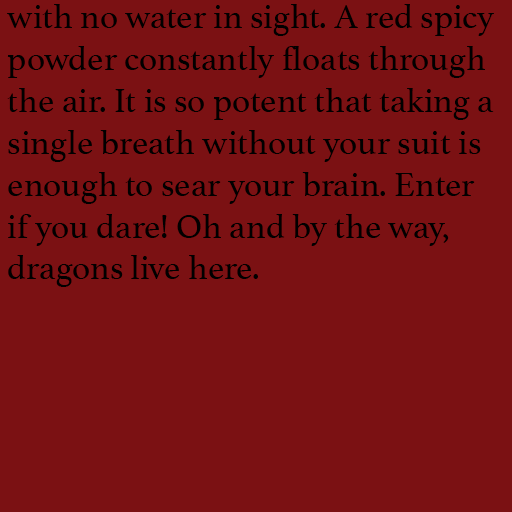 with no water in sight. A red spicy
powder constantly floats through
the air. It is so potent that taking a
single breath without your suit is
enough to sear your brain. Enter
if you dare! Oh and by the way,
dragons live here.